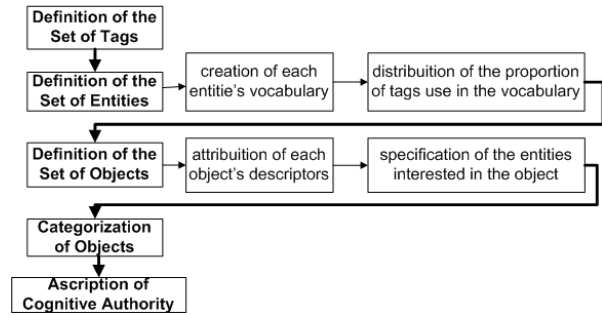 Definition of the
Set of Tags
Definition of the
Set of Entities
creation of each
entitie's vocabulary
distribuition of the proportion
of tags use in the vocabulary
Definition of the
Set of Objects
attribuition of each
object's descriptors
specification of the entities
interested in the object
Categorization
of Objects
Ascription of
Cognitive Authority